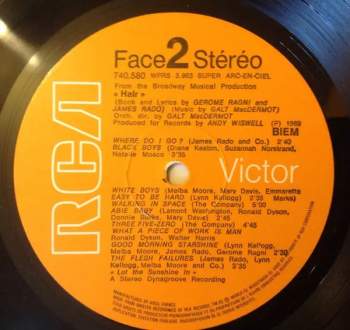 Face 2 Stéréo
740.580 WPRS 5.963 SUPER ARC-EN-CIEL
From the Broadway Musical Production
« Hair »
(Book and Lyrics by GEROME RAGNI and
JAMES RADO) (Music by GALT MacDERMOT)
Orch. dir. by GALT MacDERMOT
Produced for Records by ANDY WISWELL
(P) 1968
BIEM
WHERE DO I GO ? (James Rado and Co.)
BLACK BOYS (Diane Keaton, Suzannah Norstrand,
Natalie Mosco) 3'35
RCA
Victor
WHITE BOYS (Melba Moore, Mary Davis, Emmaretta
EASY TO BE HARD (Lynn Kellogg) 2'35 / Marks)
WALKING IN SPACE (The Company) 5'00
ABIE BABY (Lamont Washington, Ronald Dyson,
Donnie Burks, Mary Davis) 2'45
THREE-FIVE-ZERO (The Company) / 2'40
WHAT A PIECE OF WORK IS MAN
Ronald Dyson, Walter Harris
GOOD MORNING STARSHINE (Lynn Kellogg,
Melba Moore, James Rado, Gerome Ragni 2'30
THE FLESH FAILURES (James Rado, Lynn
Kellogg, Melba Moore and Co.) 3'35
« Let the Sunshine in »
A Stereo Dynagroove Recording